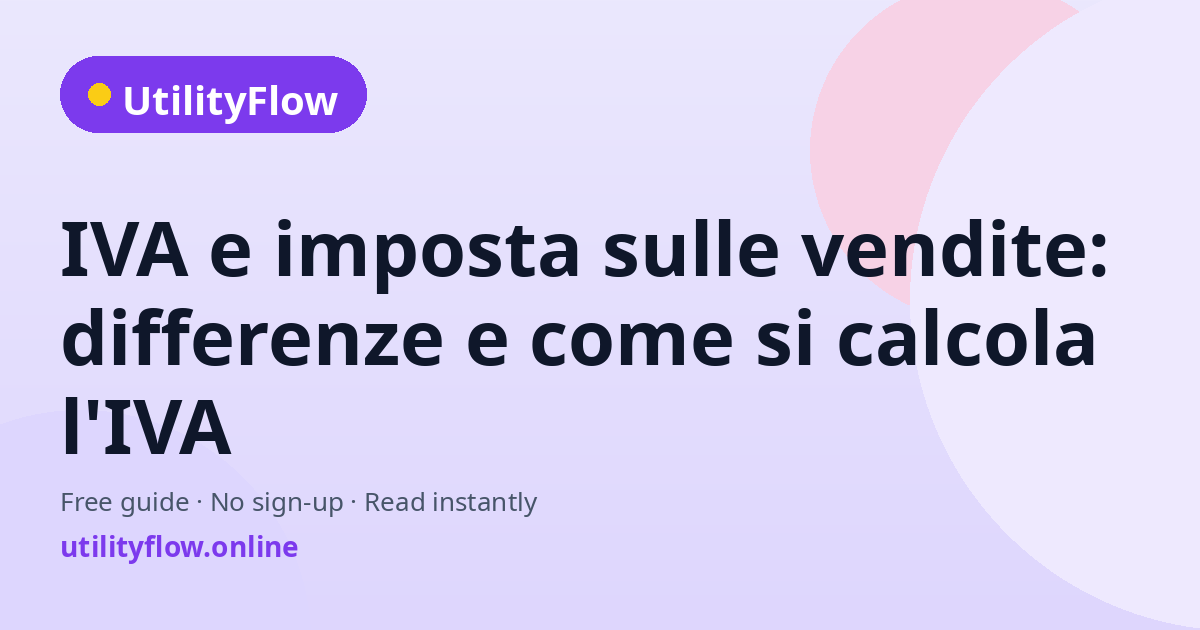 UtilityFlow
IVA e imposta sulle vendite:
differenze e come si calcola
l'IVA
Free guide · No sign-up · Read instantly
utilityflow.online